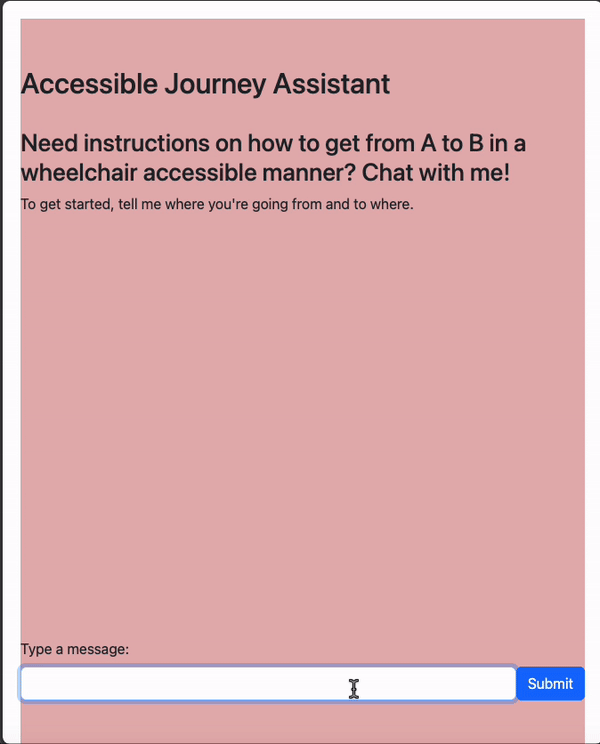 Accessible Journey Assistant
Need instructions on how to get from A to B in a
wheelchair accessible manner? Chat with me!
To get started, tell me where you're going from and to where.
Type a message:
Submit